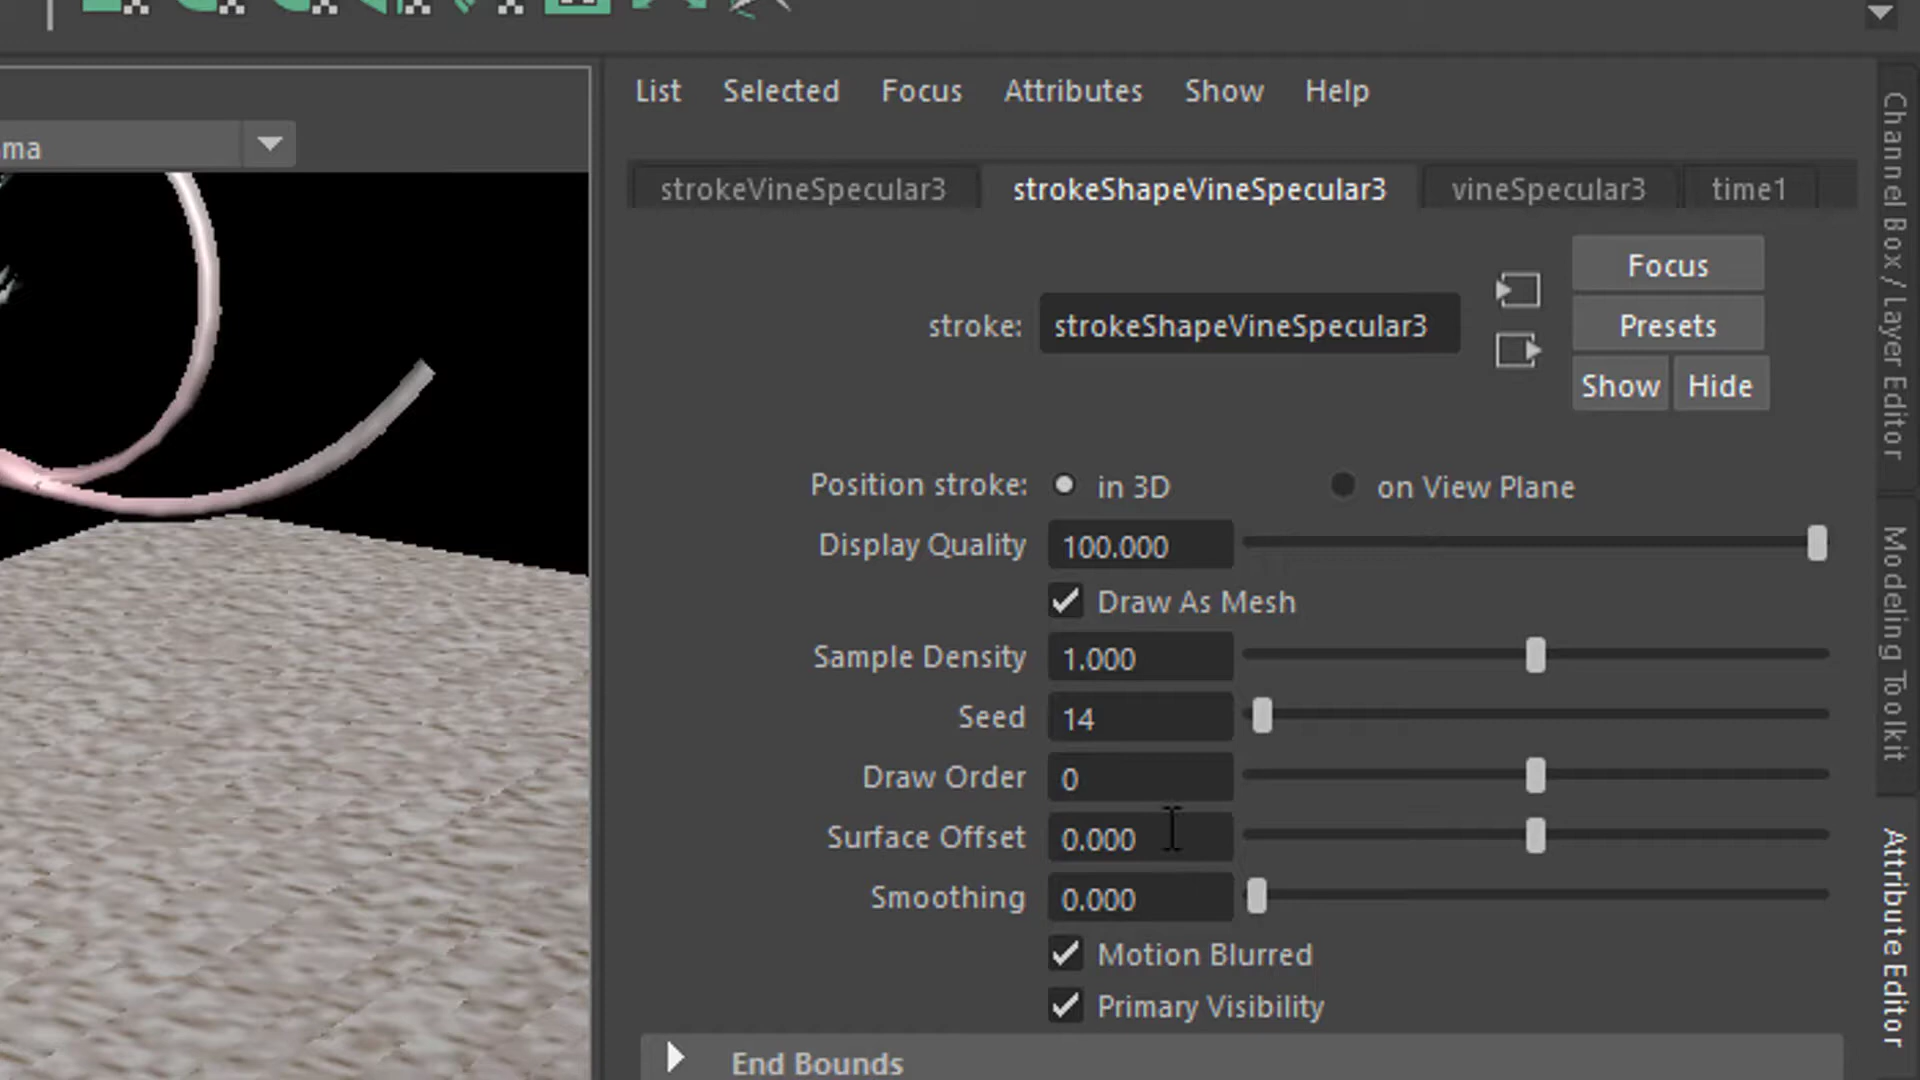 List Selected Focus Attributes Show Help
ma
strokeVineSpecular3 strokeShapeVineSpecular3 vineSpecular3 time1
Focus
stroke: strokeShapeVineSpecular3 Presets
Show Hide
Position stroke: in 3D on View Plane
Display Quality 100.000
Draw As Mesh
Sample Density 1.000
Seed 14
Draw Order 0
Surface Offset 0.000
Smoothing 0.000
Motion Blurred
Primary Visibility
End Bounds
Channel Box / Layer Editor
Modeling Toolkit
Attribute Editor